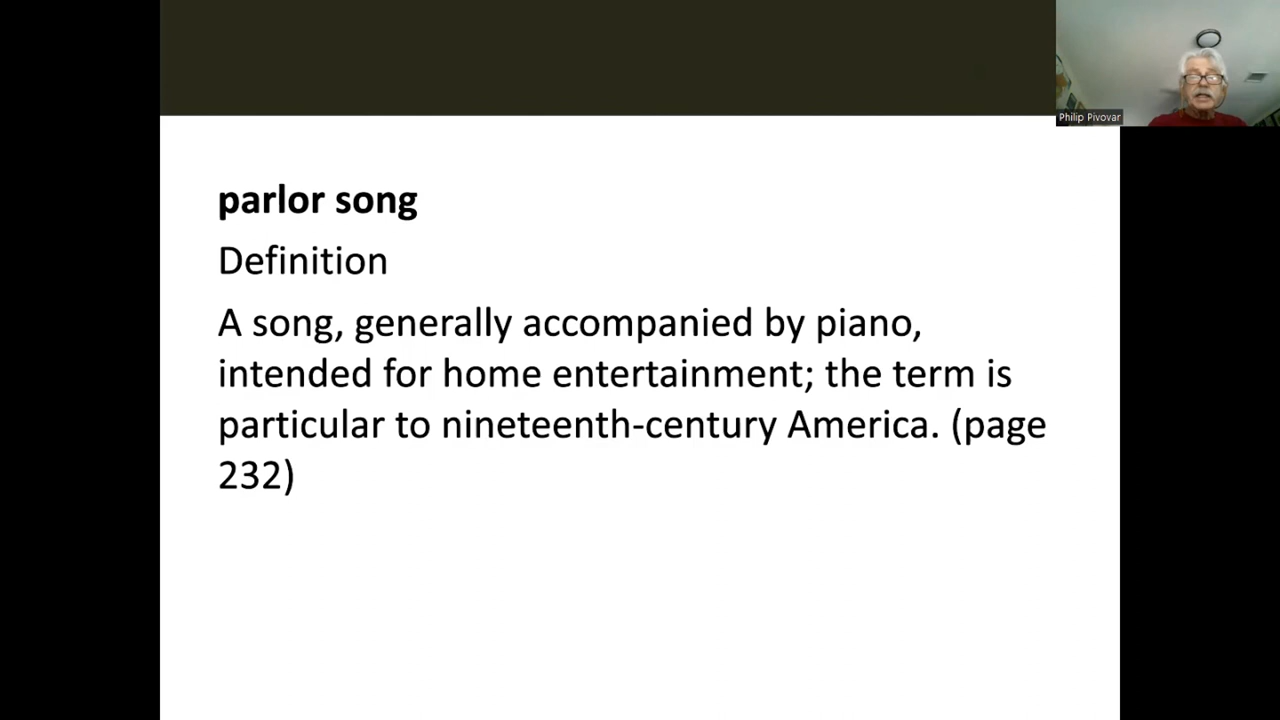 Philip Pivovar
parlor song
Definition
A song, generally accompanied by piano,
intended for home entertainment; the term is
particular to nineteenth-century America. (page
232)